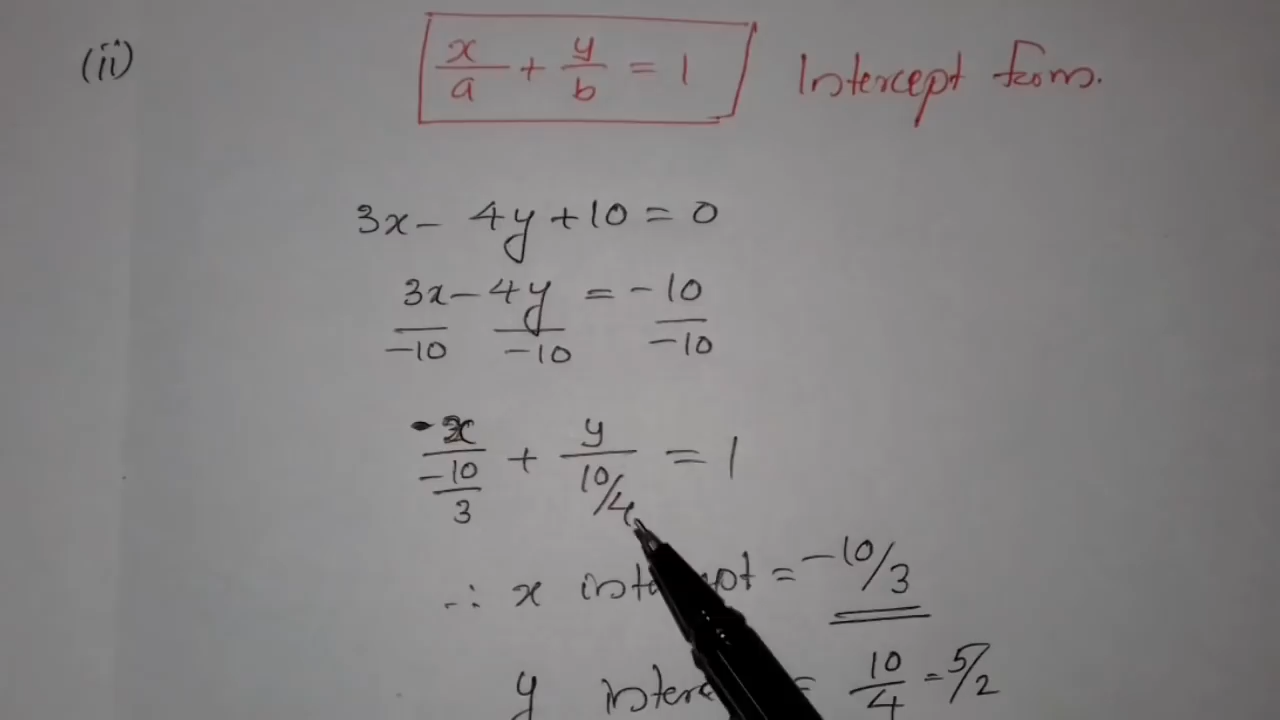 (ii) x/a + y/b = 1 Intercept form.
3x - 4y + 10 = 0
3x/-10 - 4y/-10 = -10/-10
x/(-10/3) + y/(10/4) = 1
∴ x intercept = -10/3
y = 10/4 = 5/2